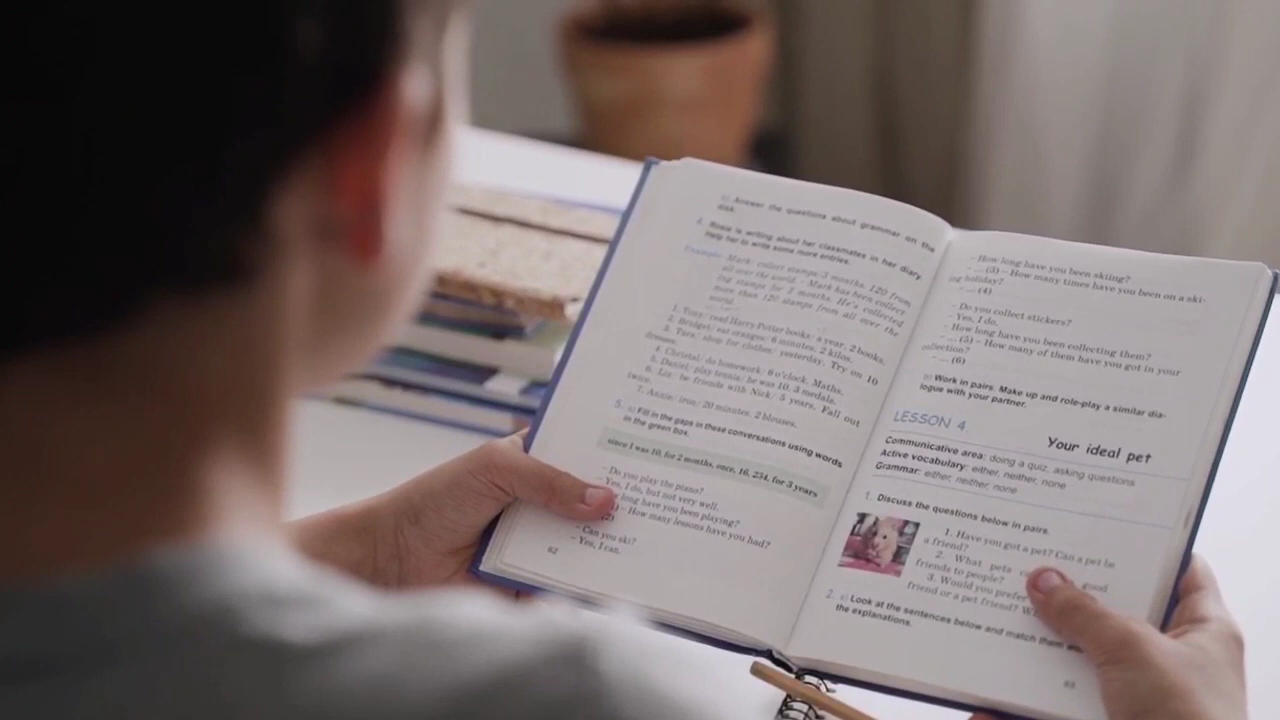 b) Answer the questions about grammar on the
disk.
4. Rosie is writing about her classmates in her diary.
Help her to write some more entries.
Example: Mark: collect stamps/3 months, 120 from
all over the world. – Mark has been collect-
ing stamps for 3 months. He's collected
more than 120 stamps from all over the
world.
1. Tony/ read Harry Potter books/ a year, 2 books.
2. Bridget/ eat oranges/ 6 minutes, 2 kilos.
3. Tara/ shop for clothes/ yesterday. Try on 10
dresses.
4. Christal/ do homework/ 6 o'clock, Maths.
5. Daniel/ play tennis/ he was 10, 3 medals.
6. Liz/ be friends with Nick/ 5 years. Fall out
twice.
7. Annie/ iron/ 20 minutes, 2 blouses.
5. a) Fill in the gaps in these conversations using words
in the green box.
since I was 10, for 2 months, once, 16, 234, for 3 years
– Do you play the piano?
– Yes, I do, but not very well.
long have you been playing?
(2)
– How many lessons have you had?
– Can you ski?
– Yes, I can.
62
– How long have you been skiing?
– ... (3) – How many times have you been on a ski-
ing holiday?
– ... (4)
– Do you collect stickers?
– Yes, I do.
– How long have you been collecting them?
– ... (5) – How many of them have you got in your
collection?
– ... (6)
b) Work in pairs. Make up and role-play a similar dia-
logue with your partner.
LESSON 4.
Your ideal pet
Communicative area: doing a quiz, asking questions
Active vocabulary: either, neither, none
Grammar: either, neither, none
1. Discuss the questions below in pairs.
1. Have you got a pet? Can a pet be
a friend?
2. What pets good
friends to people?
3. Would you prefer
friend or a pet friend?
2. a) Look at the sentences below and match them
the explanations.
63